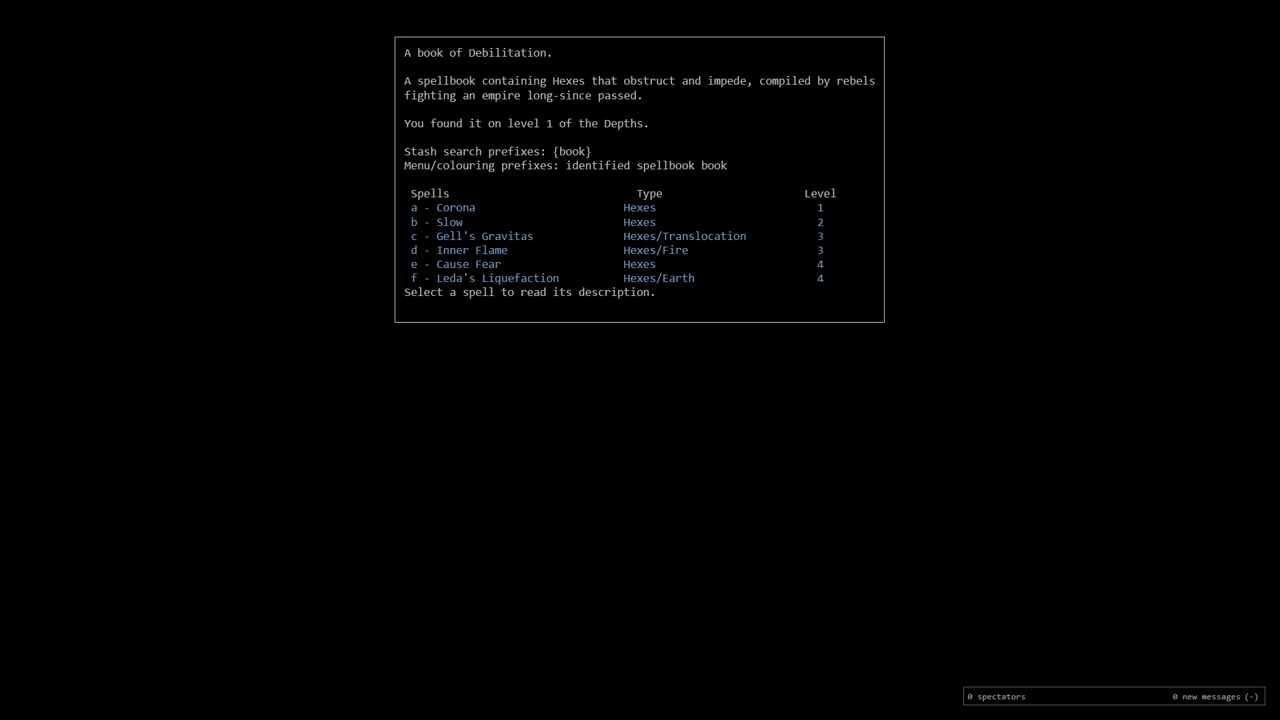 A book of Debilitation.
A spellbook containing Hexes that obstruct and impede, compiled by rebels
fighting an empire long-since passed.
You found it on level 1 of the Depths.
Stash search prefixes: {book}
Menu/colouring prefixes: identified spellbook book
Spells Type Level
a - Corona Hexes 1
b - Slow Hexes 2
c - Gell's Gravitas Hexes/Translocation 3
d - Inner Flame Hexes/Fire 3
e - Cause Fear Hexes 4
f - Leda's Liquefaction Hexes/Earth 4
Select a spell to read its description.
0 spectators 0 new messages (-)